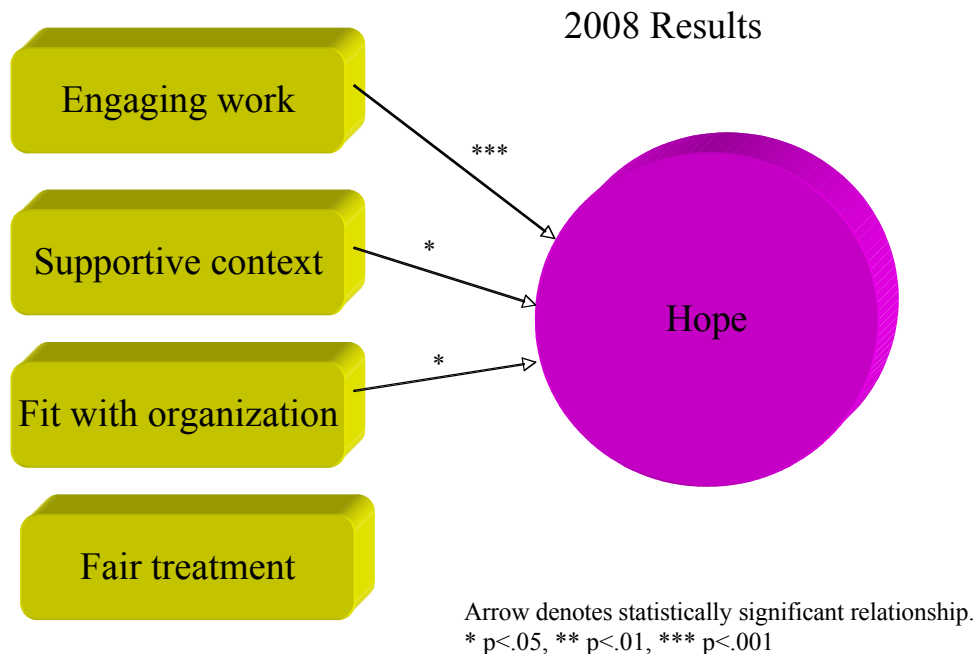 2008 Results
Engaging work
***
Supportive context
*
Hope
Fit with organization
*
Fair treatment
Arrow denotes statistically significant relationship.
* p<.05, ** p<.01, *** p<.001